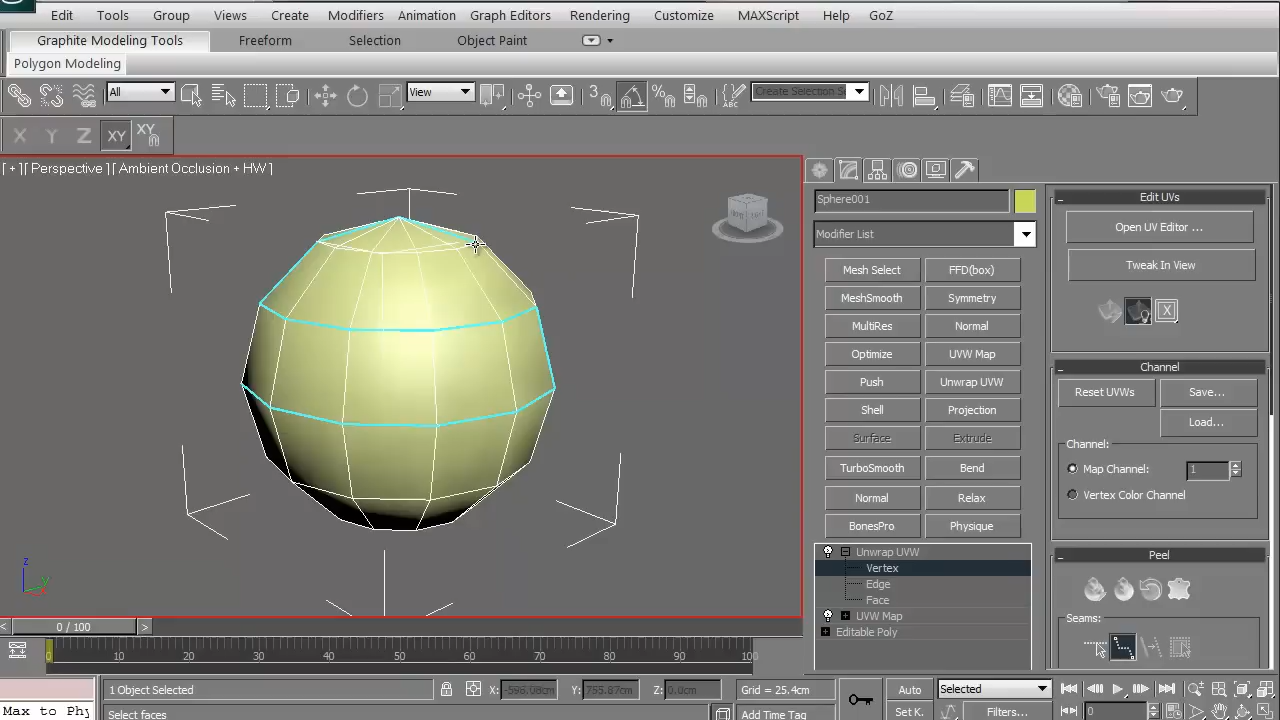 Edit Tools Group Views Create Modifiers Animation Graph Editors Rendering Customize MAXScript Help GoZ
Graphite Modeling Tools Freeform Selection Object Paint
Polygon Modeling
All View 3 Create Selection Se
X Y Z XY XY
[ + ][ Perspective ][ Ambient Occlusion + HW ]
Sphere001
Modifier List
Mesh Select FFD(box)
MeshSmooth Symmetry
MultiRes Normal
Optimize UVW Map
Push Unwrap UVW
Shell Projection
Surface Extrude
TurboSmooth Bend
Normal Relax
BonesPro Physique
Unwrap UVW
Vertex
Edge
Face
UVW Map
Editable Poly
Edit UVs
Open UV Editor ...
Tweak In View
Channel
Reset UVWs Save...
Load...
Channel:
Map Channel: 1
Vertex Color Channel
Peel
Seams:
z
y
0 / 100
0 10 20 30 40 50 60 70 80 90 100
1 Object Selected X: -596.08cm Y: 755.87cm Z: 0.0cm Grid = 25.4cm Auto Selected
Max to Phy Select faces Add Time Tag Set K. Filters... 0